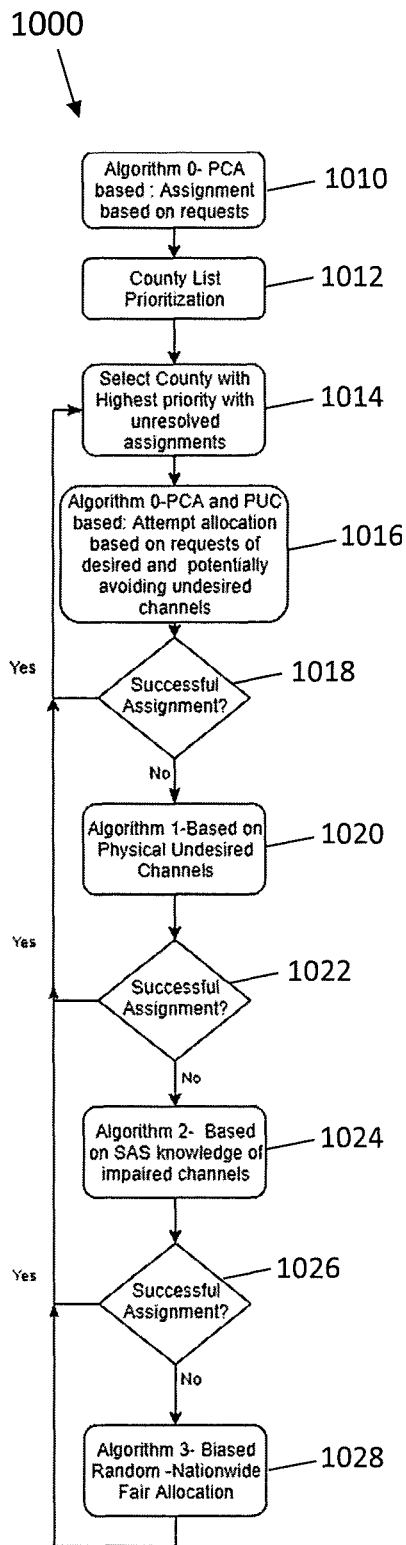 1000
Algorithm 0- PCA
based : Assignment
based on requests
1010
County List
Prioritization
1012
Select County with
Highest priority with
unresolved
assignments
1014
Algorithm 0-PCA and PUC
based: Attempt allocation
based on requests of
desired and potentially
avoiding undesired
channels
1016
Yes
Successful
Assignment?
1018
No
Algorithm 1-Based on
Physical Undesired
Channels
1020
Yes
Successful
Assignment?
1022
No
Algorithm 2- Based
on SAS knowledge of
impaired channels
1024
Yes
Successful
Assignment?
1026
No
Algorithm 3- Biased
Random -Nationwide
Fair Allocation
1028